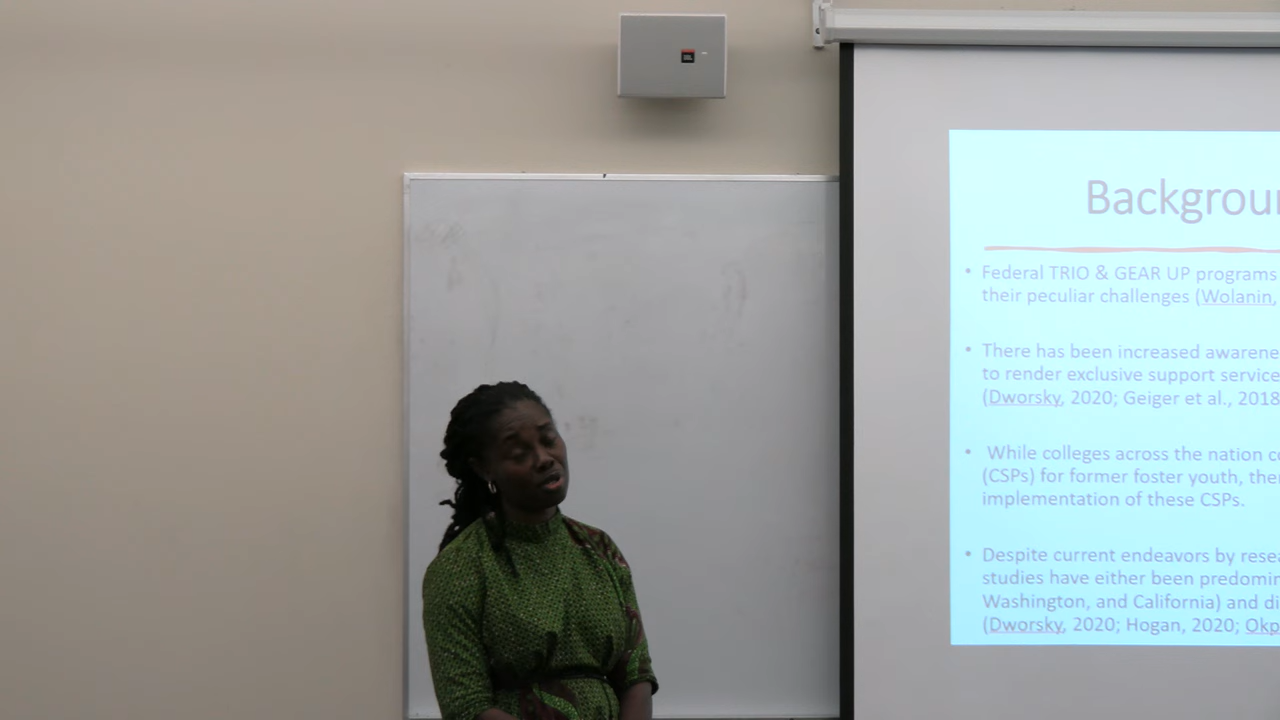 Backgrou
Federal TRIO & GEAR UP programs
their peculiar challenges (Wolanin,
There has been increased awarene
to render exclusive support service
(Dworsky, 2020; Geiger et al., 2018
While colleges across the nation co
(CSPs) for former foster youth, ther
implementation of these CSPs.
Despite current endeavors by resea
studies have either been predomin
Washington, and California) and di
(Dworsky, 2020; Hogan, 2020; Okp